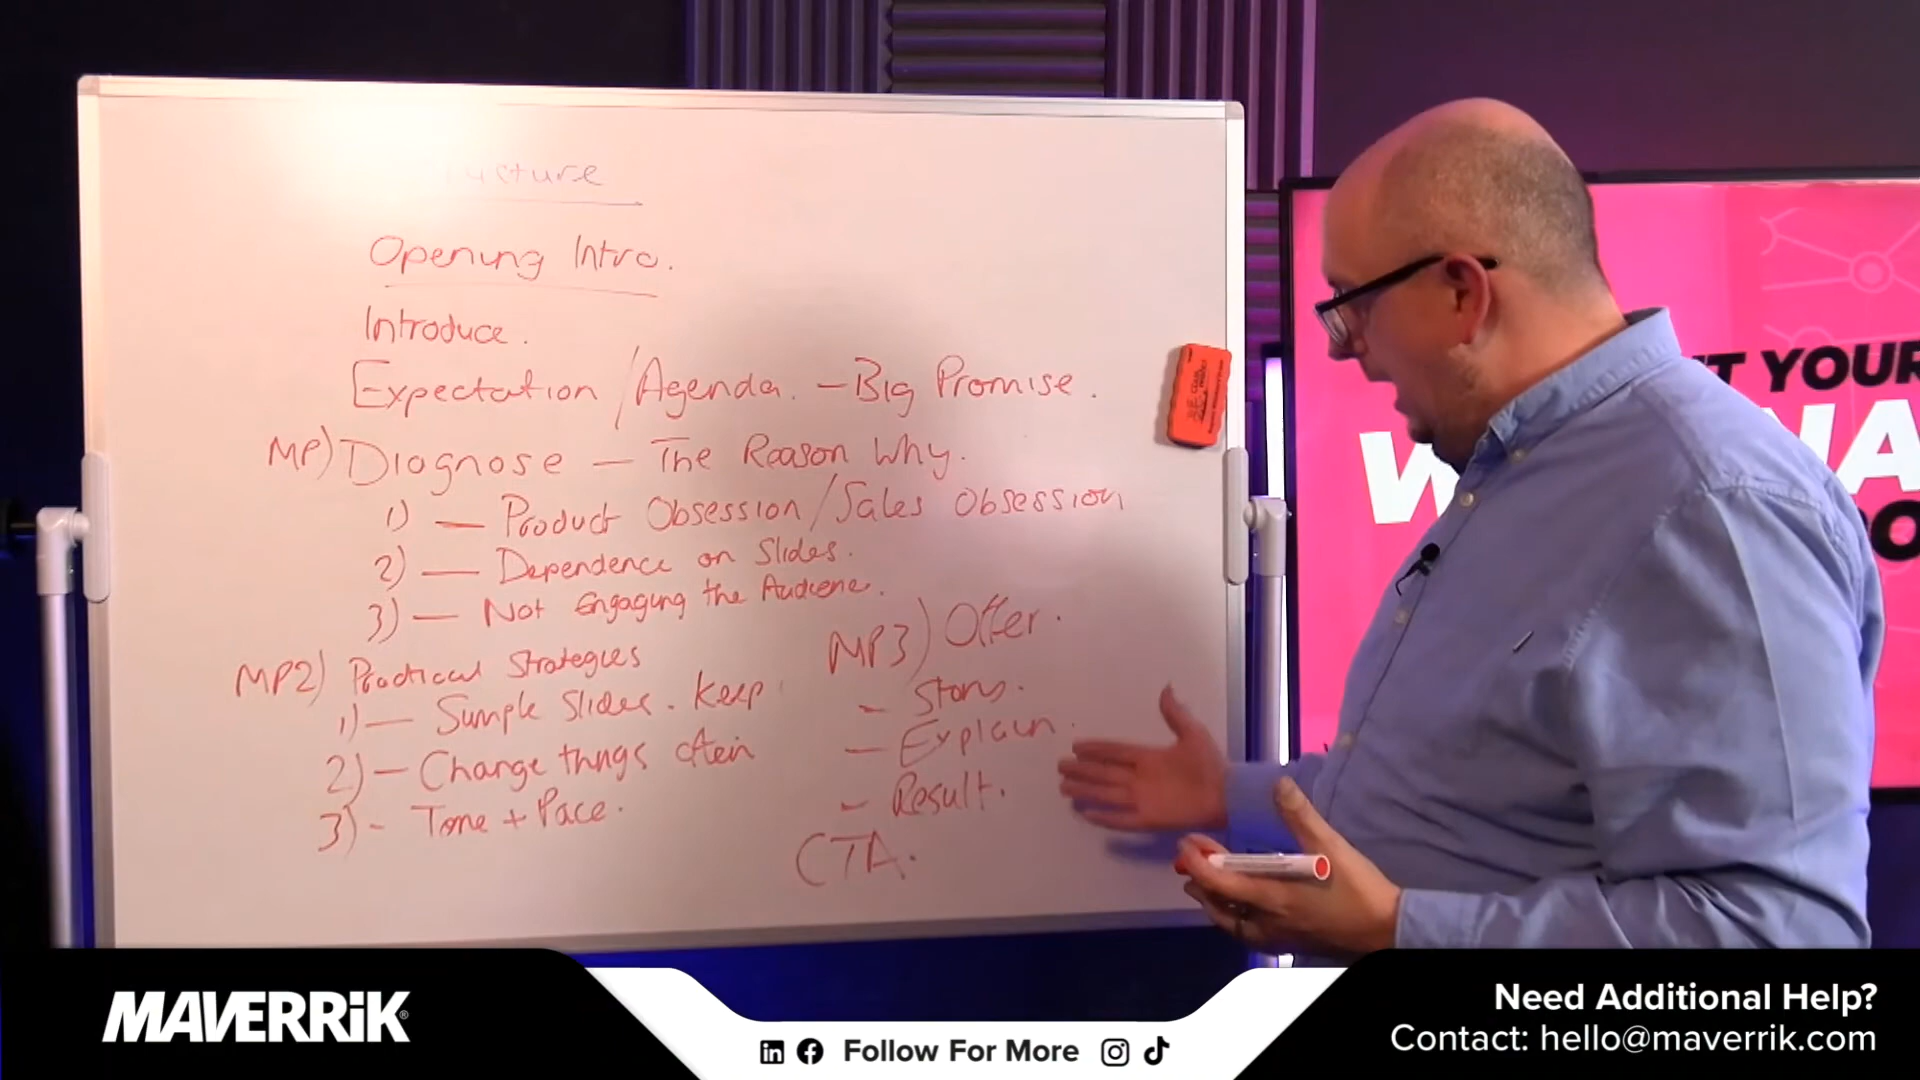 Opening Intro.
Introduce.
Expectation / Agenda. - Big Promise.
MP) Diagnose - The Reason Why.
1) - Product Obsession / Sales Obsession
2) - Dependence on Slides.
3) - Not Engaging the Audience.
MP2) Practical Strategies
1) - Simple Slides. Keep
2) - Change things often
3) - Tone + Pace.
MP3) Offer.
- Story.
- Explain.
- Result.
CTA.
YOUR
MAVERRiK®
Follow For More
Need Additional Help?
Contact: hello@maverrik.com